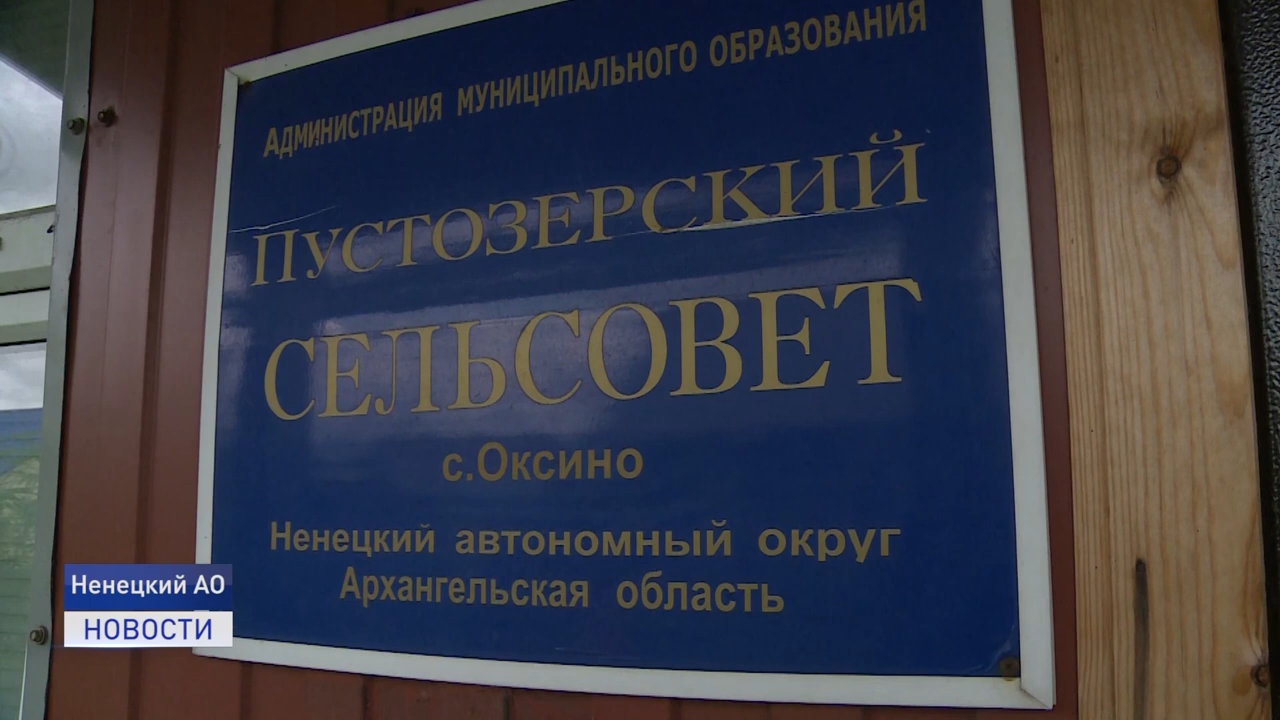 Администрация муниципального образования
Пустозерский
СЕЛЬСОВЕТ
с.Оксино
Ненецкий автономный округ
Архангельская область
Ненецкий АО
НОВОСТИ